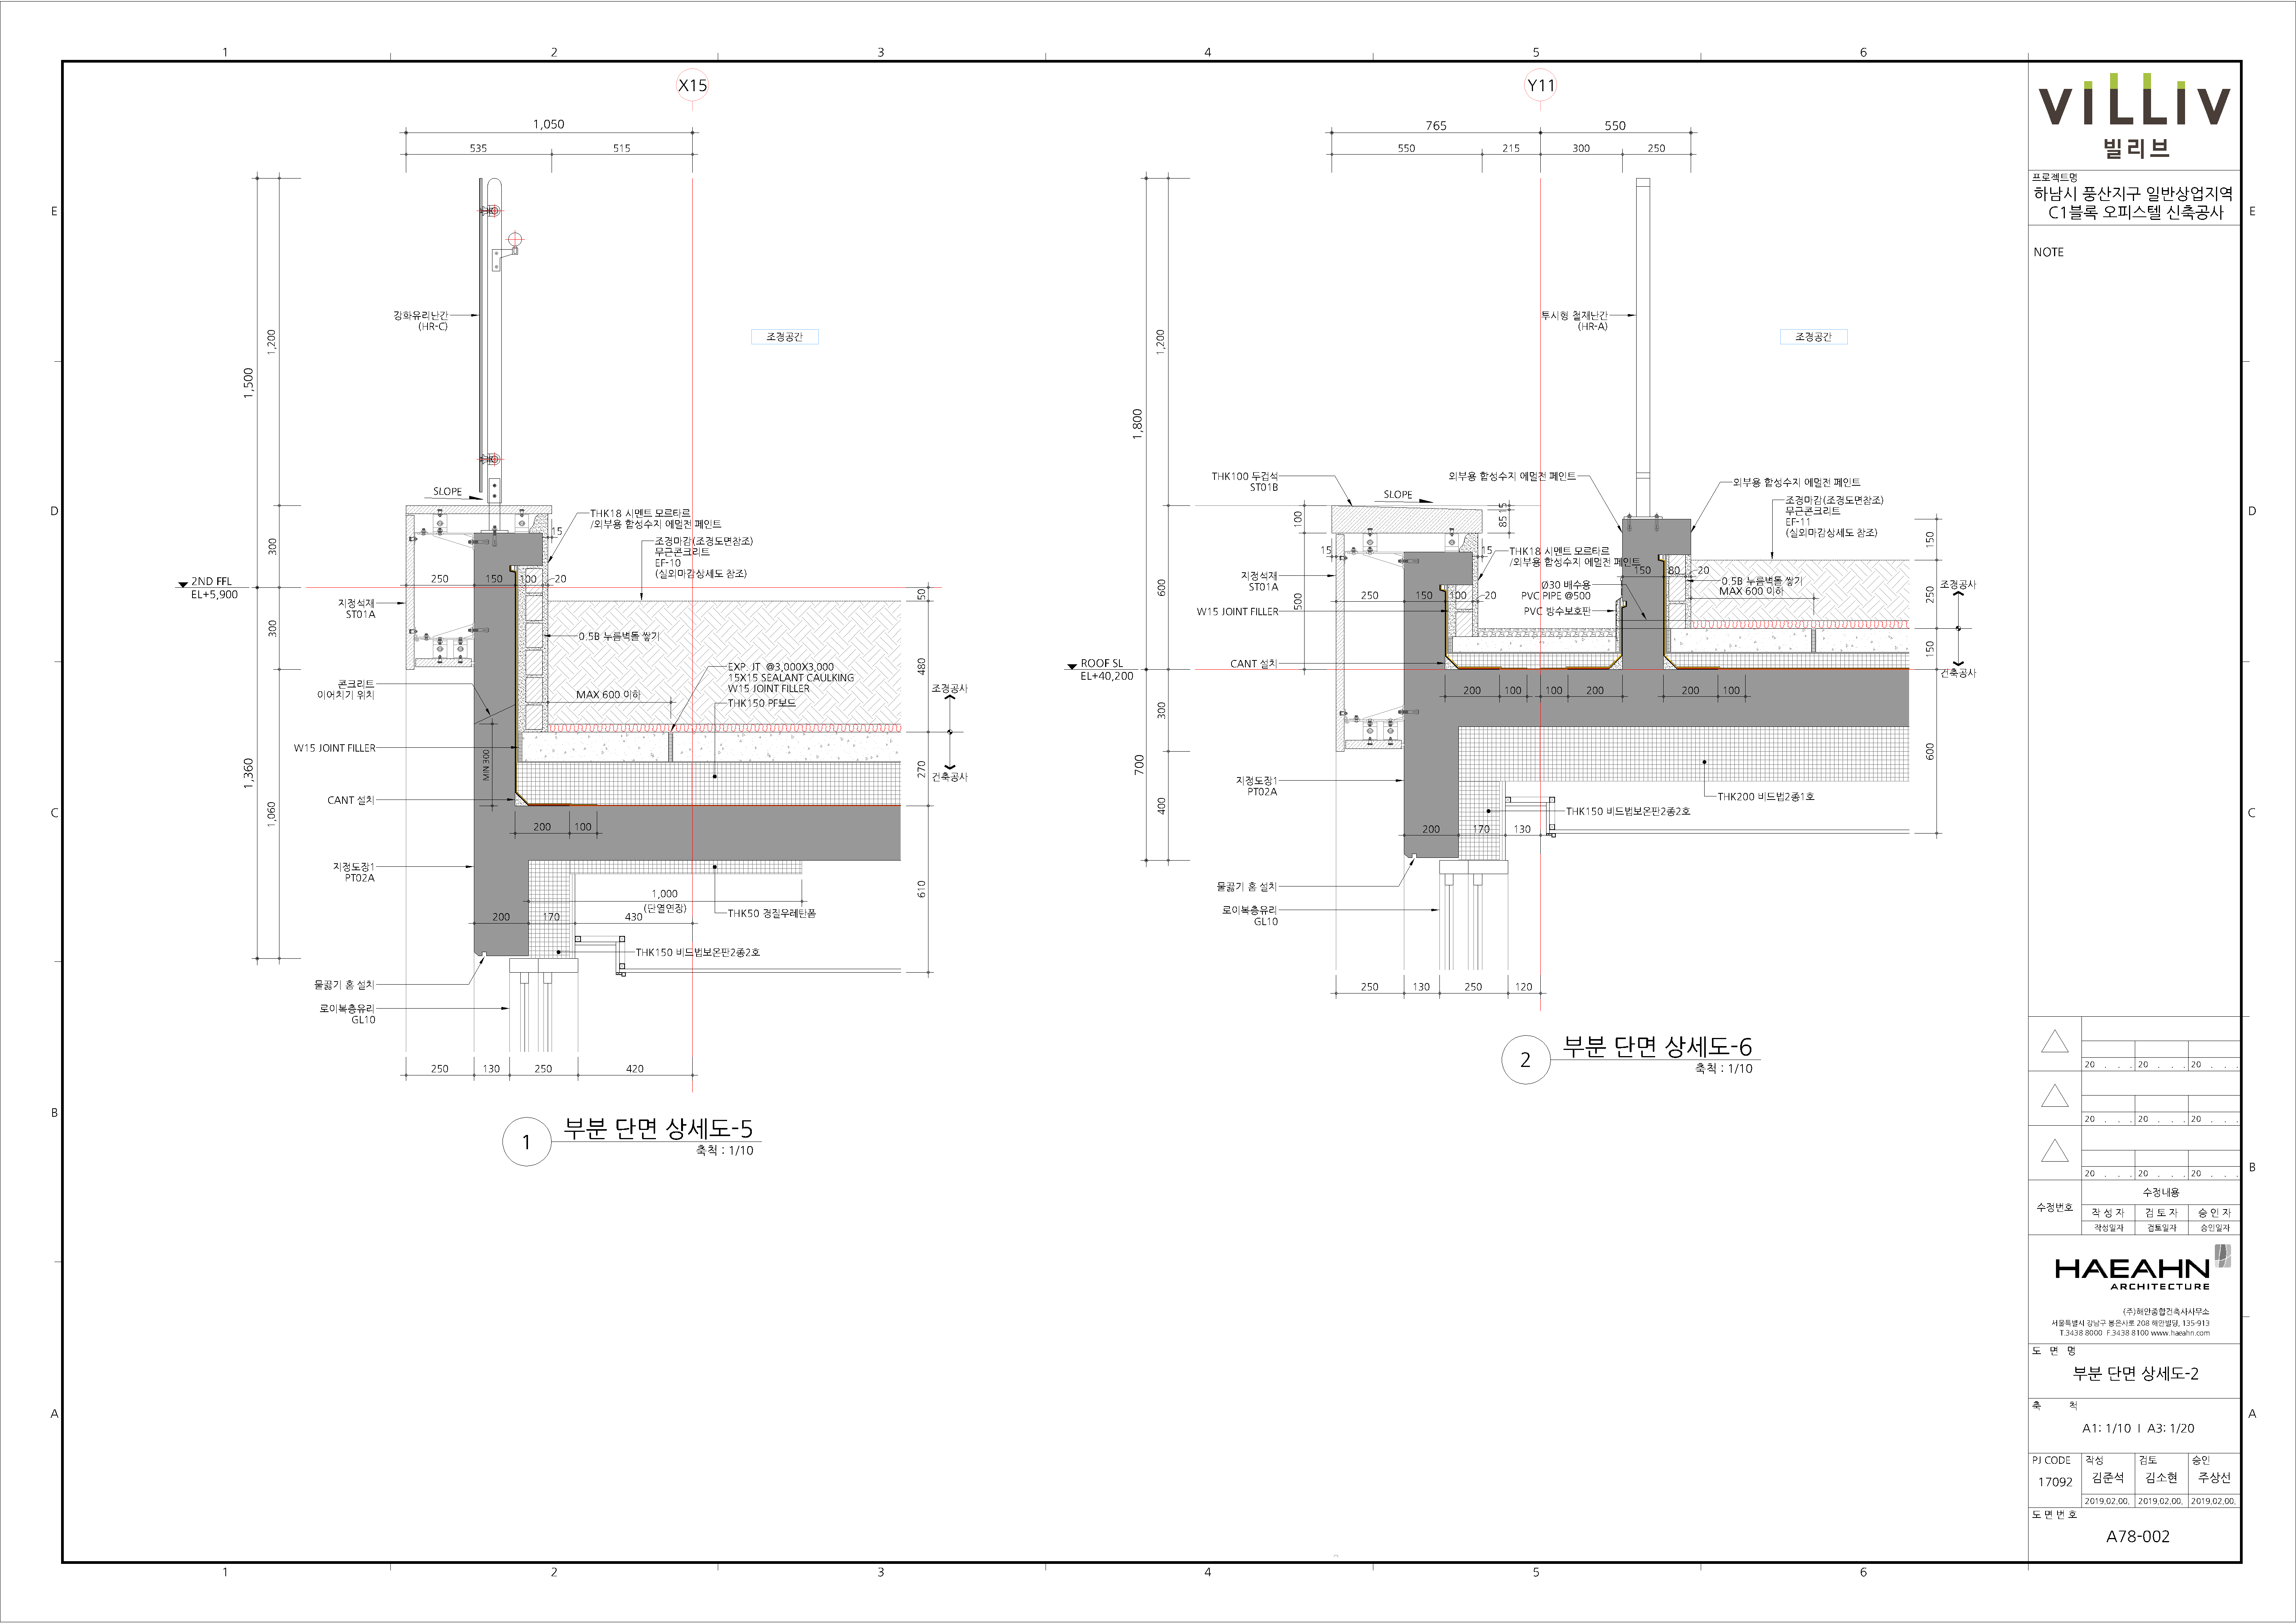 1
2
3
4
5
6
E
D
C
B
A
X15
1,050
535
515
1,500
1,200
300
300
1,360
1,060
강화유리난간
(HR-C)
조경공간
SLOPE
THK18 시멘트 모르타르
/외부용 합성수지 에멀전 페인트
15
조경마감(조경도면참조)
무근콘크리트
EF-10
(실외마감상세도 참조)
2ND FFL
EL+5,900
250
150
100
20
지정석재
ST01A
0.5B 누름벽돌 쌓기
EXP. JT @3,000X3,000
15X15 SEALANT CAULKING
W15 JOINT FILLER
THK150 PF보드
콘크리트
이어치기 위치
MAX 600 이하
W15 JOINT FILLER
MIN 300
CANT 설치
200
100
50
480
270
610
조경공사
건축공사
지정도장1
PT02A
1,000
(단열연장)
THK50 경질우레탄폼
200
170
430
THK150 비드법보온판2종2호
물끊기 홈 설치
로이복층유리
GL10
250
130
250
420
1
부분 단면 상세도-5
축척 : 1/10
Y11
765
550
550
215
300
250
1,800
1,200
600
300
700
400
투시형 철재난간
(HR-A)
조경공간
THK100 두겁석
ST01B
SLOPE
외부용 합성수지 에멀전 페인트
외부용 합성수지 에멀전 페인트
조경마감(조경도면참조)
무근콘크리트
EF-11
(실외마감상세도 참조)
100
500
85
15
15
15
THK18 시멘트 모르타르
/외부용 합성수지 에멀전 페인트
지정석재
ST01A
Ø30 배수용
PVC PIPE @500
PVC 방수보호판
W15 JOINT FILLER
250
150
100
20
150
80
20
0.5B 누름벽돌 쌓기
MAX 600 이하
150
250
150
600
조경공사
건축공사
ROOF SL
EL+40,200
CANT 설치
200
100
100
200
200
100
지정도장1
PT02A
THK200 비드법2종1호
THK150 비드법보온판2종2호
200
170
130
물끊기 홈 설치
로이복층유리
GL10
250
130
250
120
2
부분 단면 상세도-6
축척 : 1/10
VILLIV
빌리브
프로젝트명
하남시 풍산지구 일반상업지역
C1블록 오피스텔 신축공사
NOTE
20 . . . 20 . . . 20 . . .
20 . . . 20 . . . 20 . . .
20 . . . 20 . . . 20 . . .
수정번호
수정내용
작 성 자 검 토 자 승 인 자
작성일자 검토일자 승인일자
HAEAHN
ARCHITECTURE
(주)해안종합건축사사무소
서울특별시 강남구 봉은사로 208 해안빌딩, 135-913
T.3438 8000 F.3438 8100 www.haeahn.com
도 면 명
부분 단면 상세도-2
축 척
A1: 1/10 I A3: 1/20
PJ CODE 작성 검토 승인
17092 김준석 김소현 주상선
2019.02.00. 2019.02.00. 2019.02.00.
도 면 번 호
A78-002
E
D
C
B
A
1
2
3
4
5
6